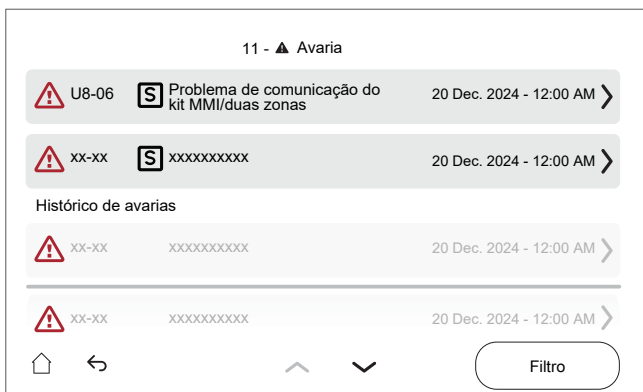 11 - Avaria
U8-06 S Problema de comunicação do kit MMI/duas zonas 20 Dec. 2024 - 12:00 AM
xx-xx S xxxxxxxxxx 20 Dec. 2024 - 12:00 AM
Histórico de avarias
xx-xx xxxxxxxxxx 20 Dec. 2024 - 12:00 AM
xx-xx xxxxxxxxxx 20 Dec. 2024 - 12:00 AM
Filtro